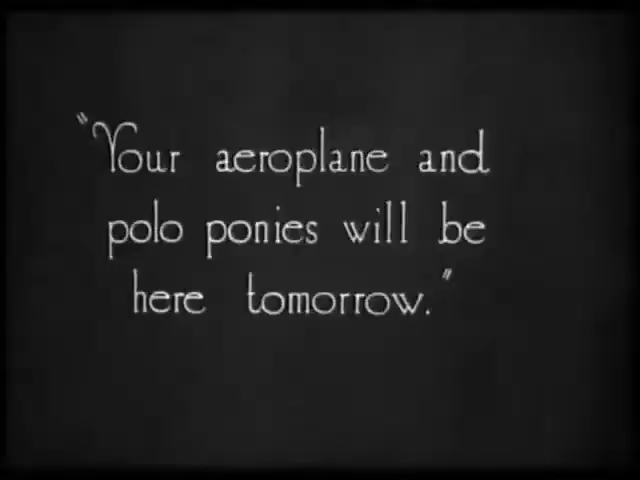 "Your aeroplane and
polo ponies will be
here tomorrow."